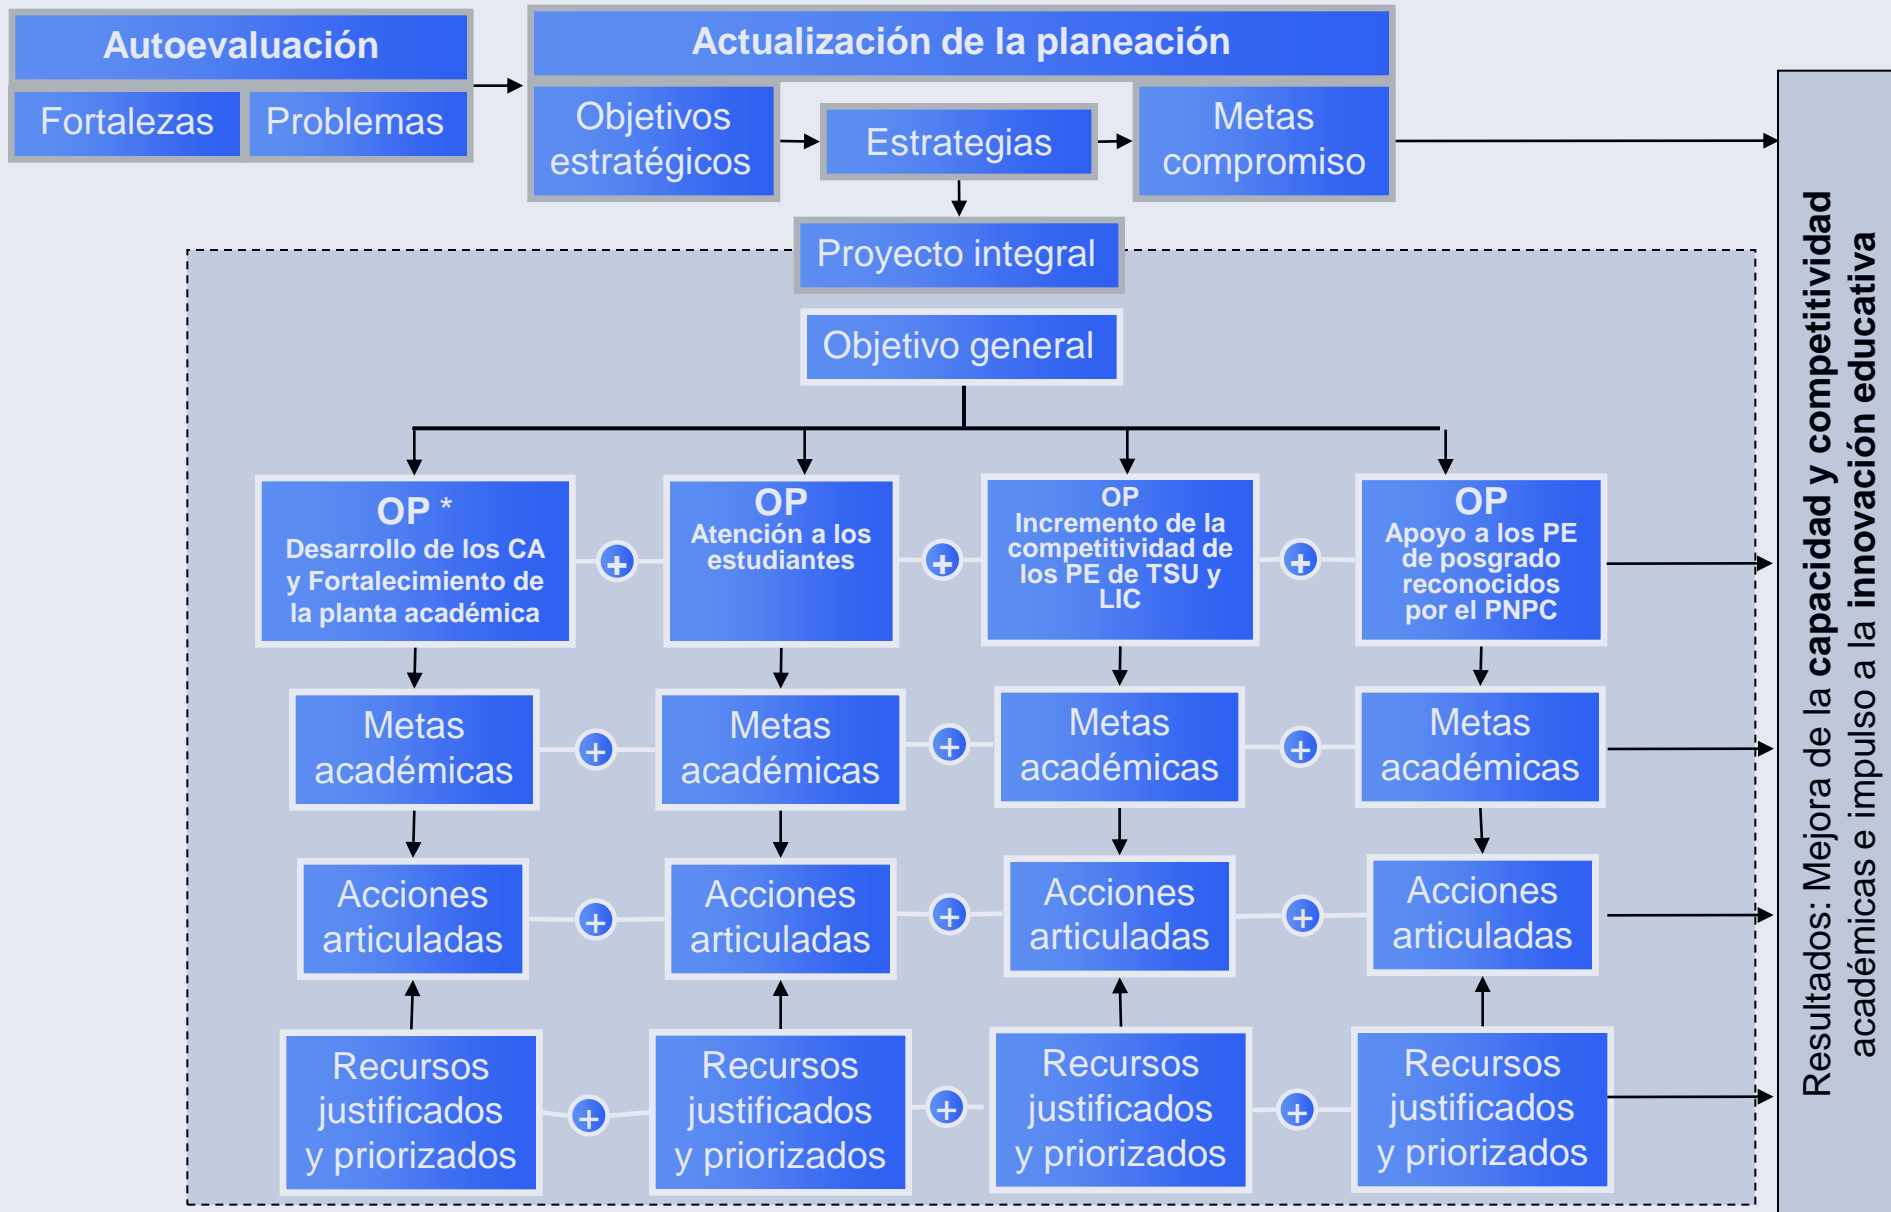 Autoevaluación
Fortalezas
Problemas
Actualización de la planeación
Objetivos
estratégicos
Estrategias
Metas
compromiso
Proyecto integral
Objetivo general
OP *
Desarrollo de los CA
y Fortalecimiento de
la planta académica
+
OP
Atención a los
estudiantes
+
OP
Incremento de la
competitividad de
los PE de TSU y
LIC
+
OP
Apoyo a los PE
de posgrado
reconocidos
por el PNPC
Metas
académicas
+
Metas
académicas
+
Metas
académicas
+
Metas
académicas
Acciones
articuladas
+
Acciones
articuladas
+
Acciones
articuladas
+
Acciones
articuladas
Recursos
justificados
y priorizados
+
Recursos
justificados
y priorizados
+
Recursos
justificados
y priorizados
+
Recursos
justificados
y priorizados
Resultados: Mejora de la capacidad y competitividad
académicas e impulso a la innovación educativa